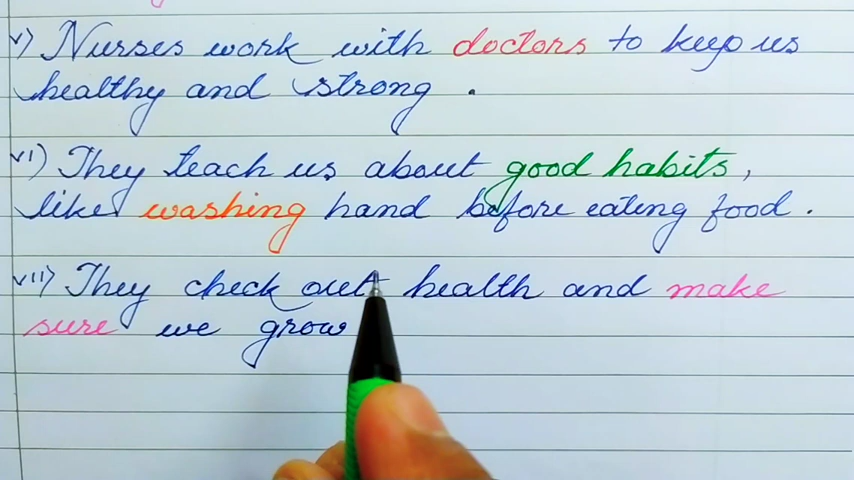 v) Nurses work with doctors to keep us
healthy and strong .
vi) They teach us about good habits,
like washing hand before eating food .
vii) They check out health and make
sure we grow